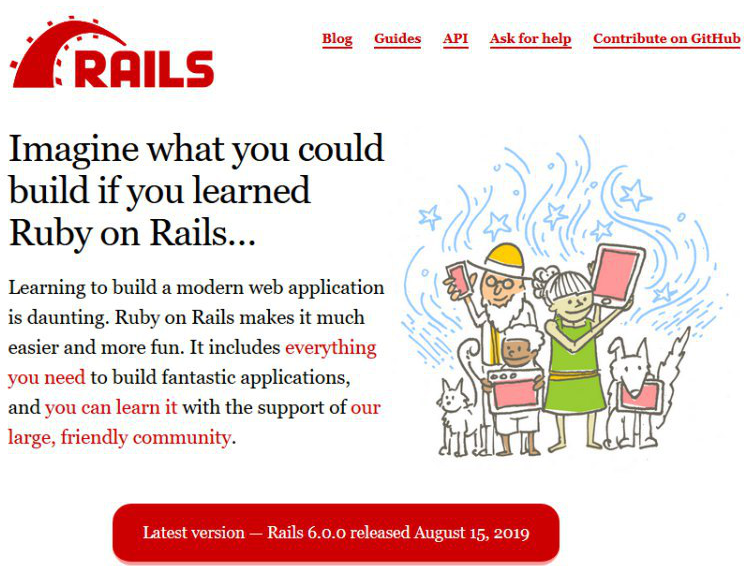 RAILS
Blog Guides API Ask for help Contribute on GitHub
Imagine what you could
build if you learned
Ruby on Rails...
Learning to build a modern web application
is daunting. Ruby on Rails makes it much
easier and more fun. It includes everything
you need to build fantastic applications,
and you can learn it with the support of our
large, friendly community.
Latest version — Rails 6.0.0 released August 15, 2019